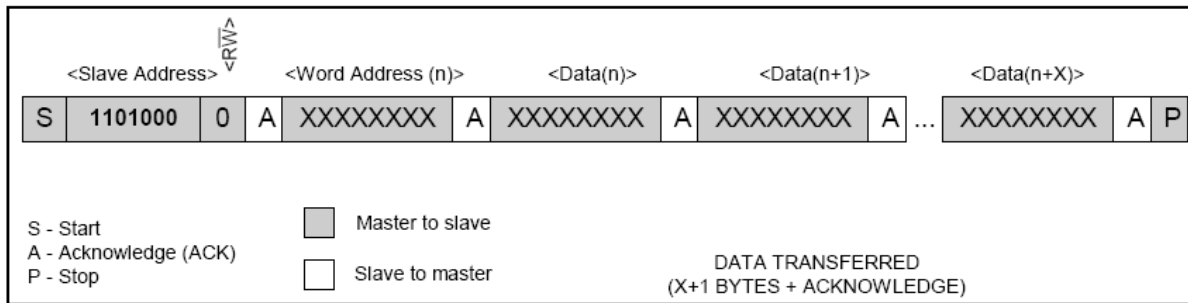 <RW>
<Slave Address> <Word Address (n)> <Data(n)> <Data(n+1)> <Data(n+X)>
S 1101000 0 A XXXXXXXX A XXXXXXXX A XXXXXXXX A ... XXXXXXXX A P
S - Start
A - Acknowledge (ACK)
P - Stop
Master to slave
Slave to master
DATA TRANSFERRED
(X+1 BYTES + ACKNOWLEDGE)